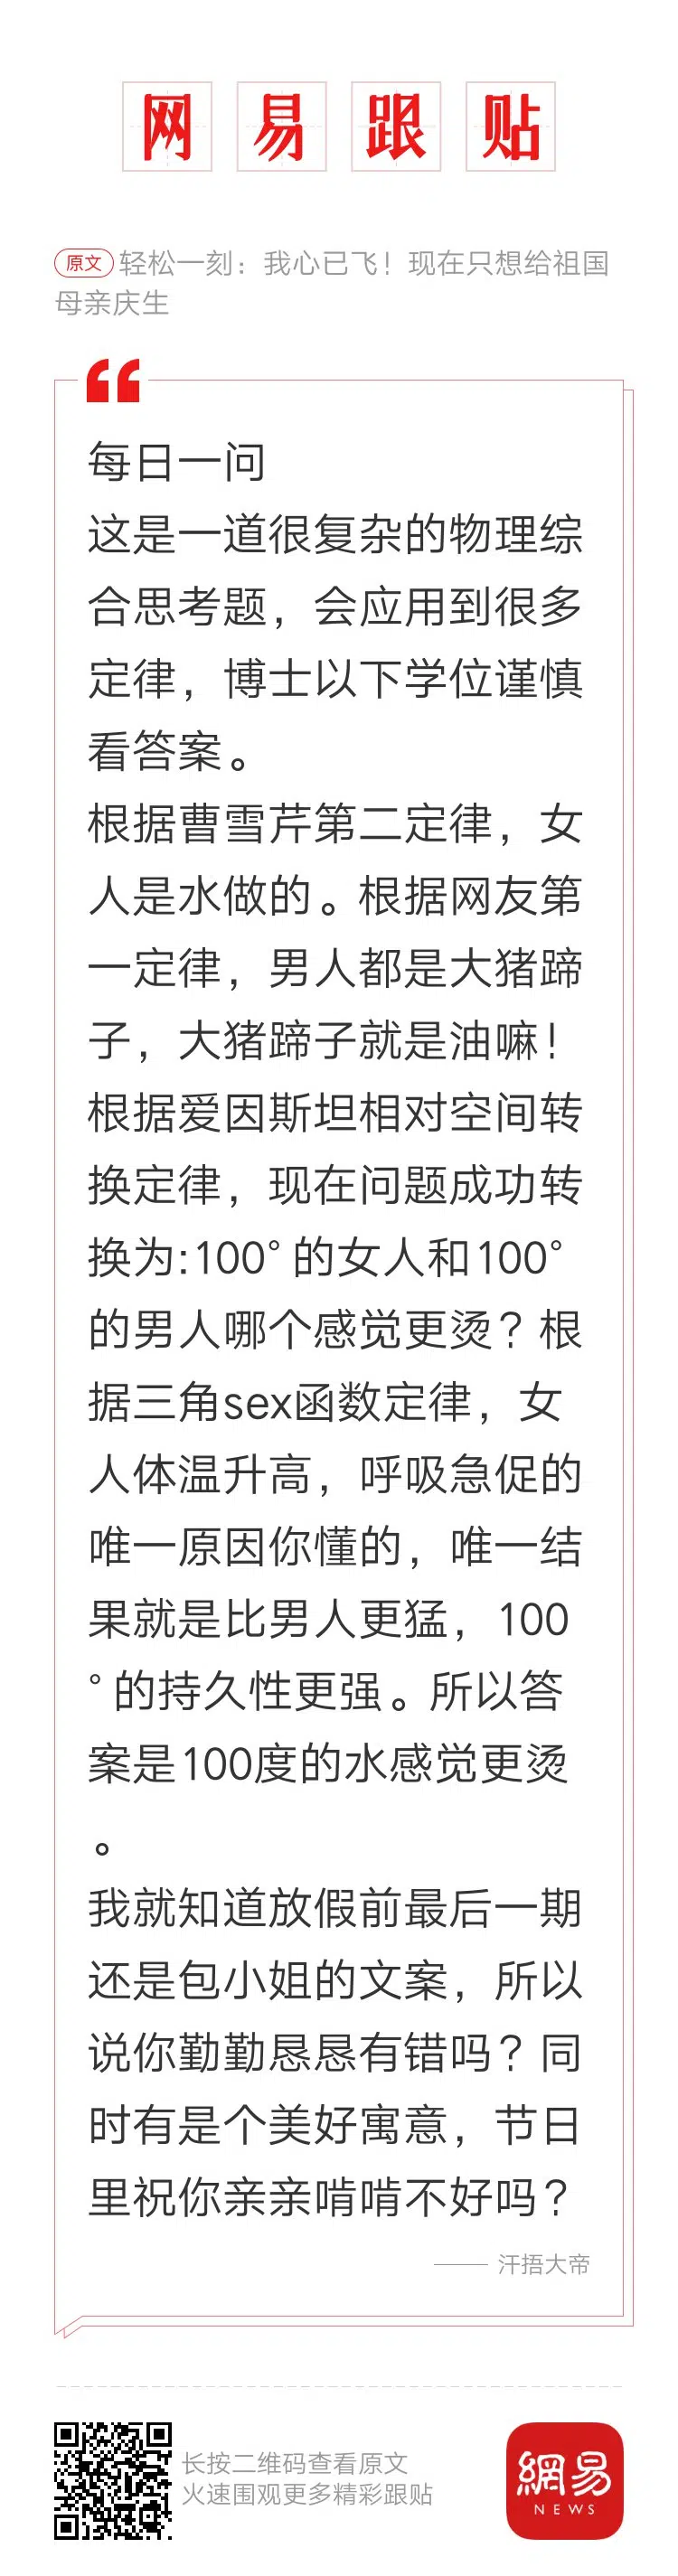 网易跟贴
原文 轻松一刻：我心已飞！现在只想给祖国
母亲庆生
每日一问
这是一道很复杂的物理综
合思考题，会应用到很多
定律，博士以下学位谨慎
看答案。
根据曹雪芹第二定律，女
人是水做的。根据网友第
一定律，男人都是大猪蹄
子，大猪蹄子就是油嘛！
根据爱因斯坦相对空间转
换定律，现在问题成功转
换为:100°的女人和100°
的男人哪个感觉更烫？根
据三角sex函数定律，女
人体温升高，呼吸急促的
唯一原因你懂的，唯一结
果就是比男人更猛，100
°的持久性更强。所以答
案是100度的水感觉更烫
。
我就知道放假前最后一期
还是包小姐的文案，所以
说你勤勤恳恳有错吗？同
时有是个美好寓意，节日
里祝你亲亲啃啃不好吗？
—— 汗捂大帝
长按二维码查看原文
火速围观更多精彩跟贴
網易
NEWS